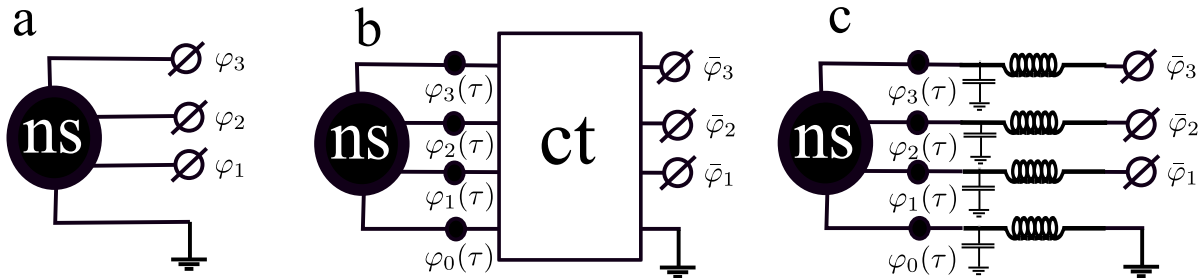 a
ns
φ₃
φ₂
φ₁
b
ns
φ₃(τ)
φ₂(τ)
φ₁(τ)
φ₀(τ)
ct
φ̄₃
φ̄₂
φ̄₁
c
ns
φ₃(τ)
φ₂(τ)
φ₁(τ)
φ₀(τ)
φ̄₃
φ̄₂
φ̄₁